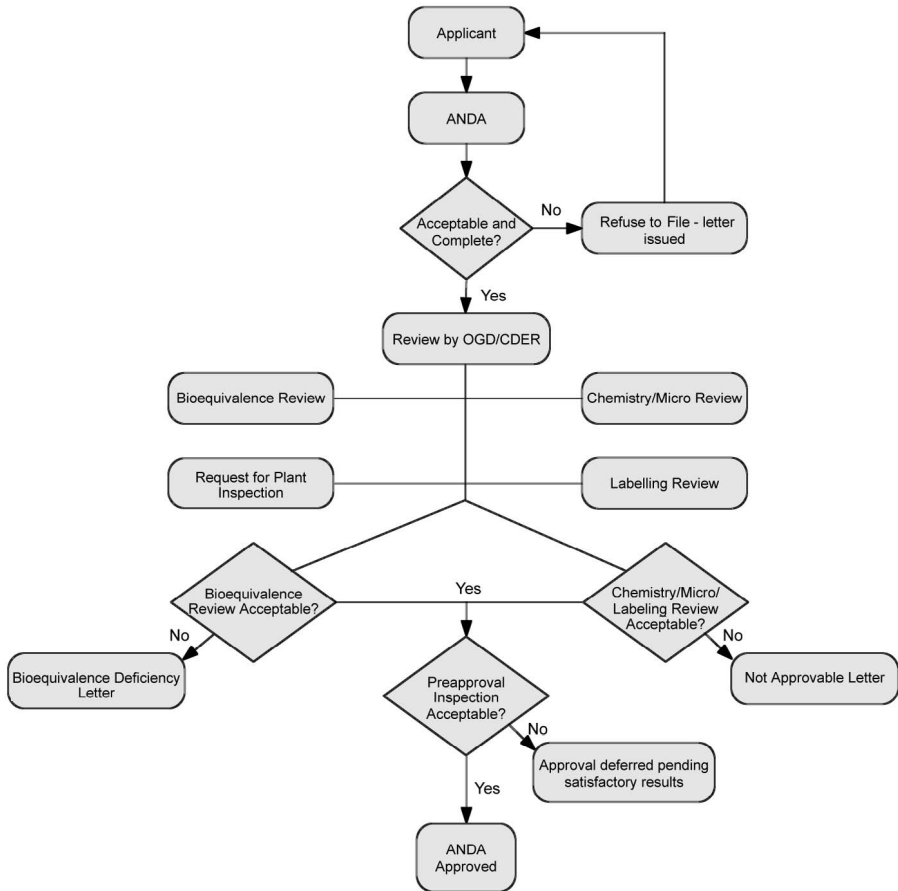 Applicant
ANDA
Acceptable and
Complete?
No
Refuse to File - letter
issued
Yes
Review by OGD/CDER
Bioequivalence Review
Chemistry/Micro Review
Request for Plant
Inspection
Labelling Review
Bioequivalence
Review Acceptable?
Yes
Chemistry/Micro/
Labeling Review
Acceptable?
No
Bioequivalence Deficiency
Letter
No
Not Approvable Letter
Preapproval
Inspection
Acceptable?
No
Approval deferred pending
satisfactory results
Yes
ANDA
Approved